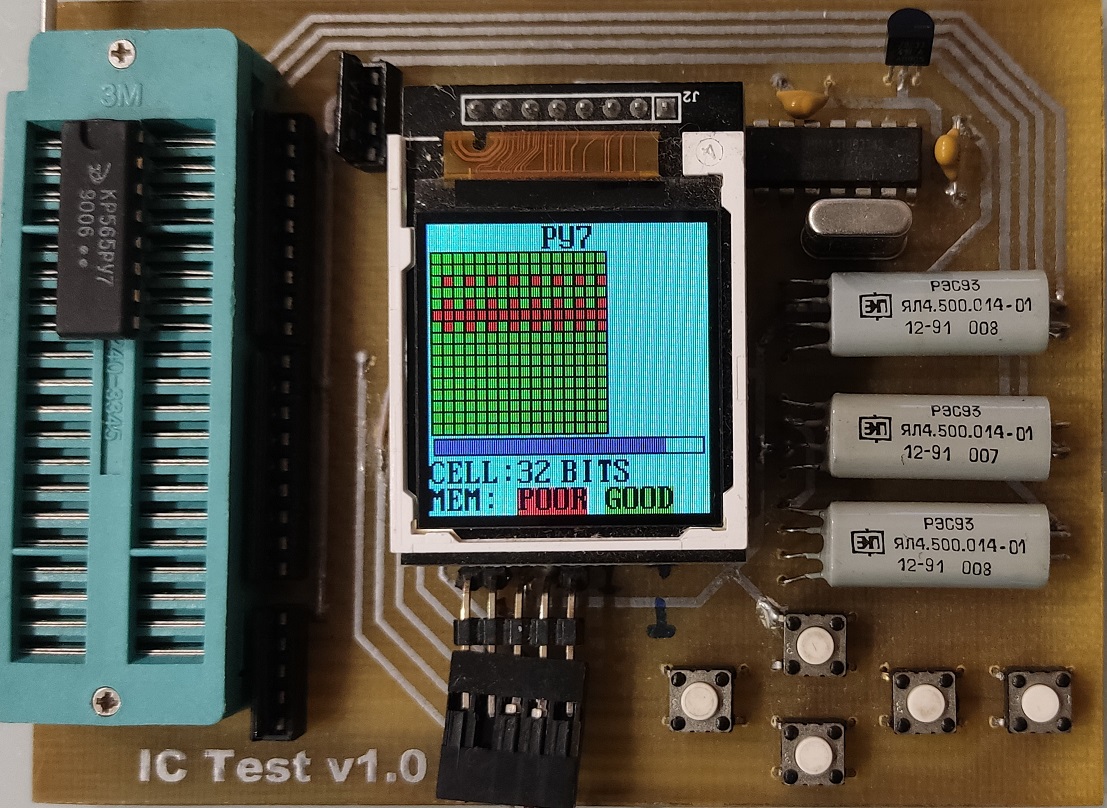 3M
КР565РУ7
9006
240-3345
J2
РУ7
CELL:32 BITS
MEM: POOR GOOD
РЭС93
ЯЛ4.500.014-01
12-91 008
РЭС93
ЯЛ4.500.014-01
12-91 007
РЭС93
ЯЛ4.500.014-01
12-91 008
IC Test v1.0